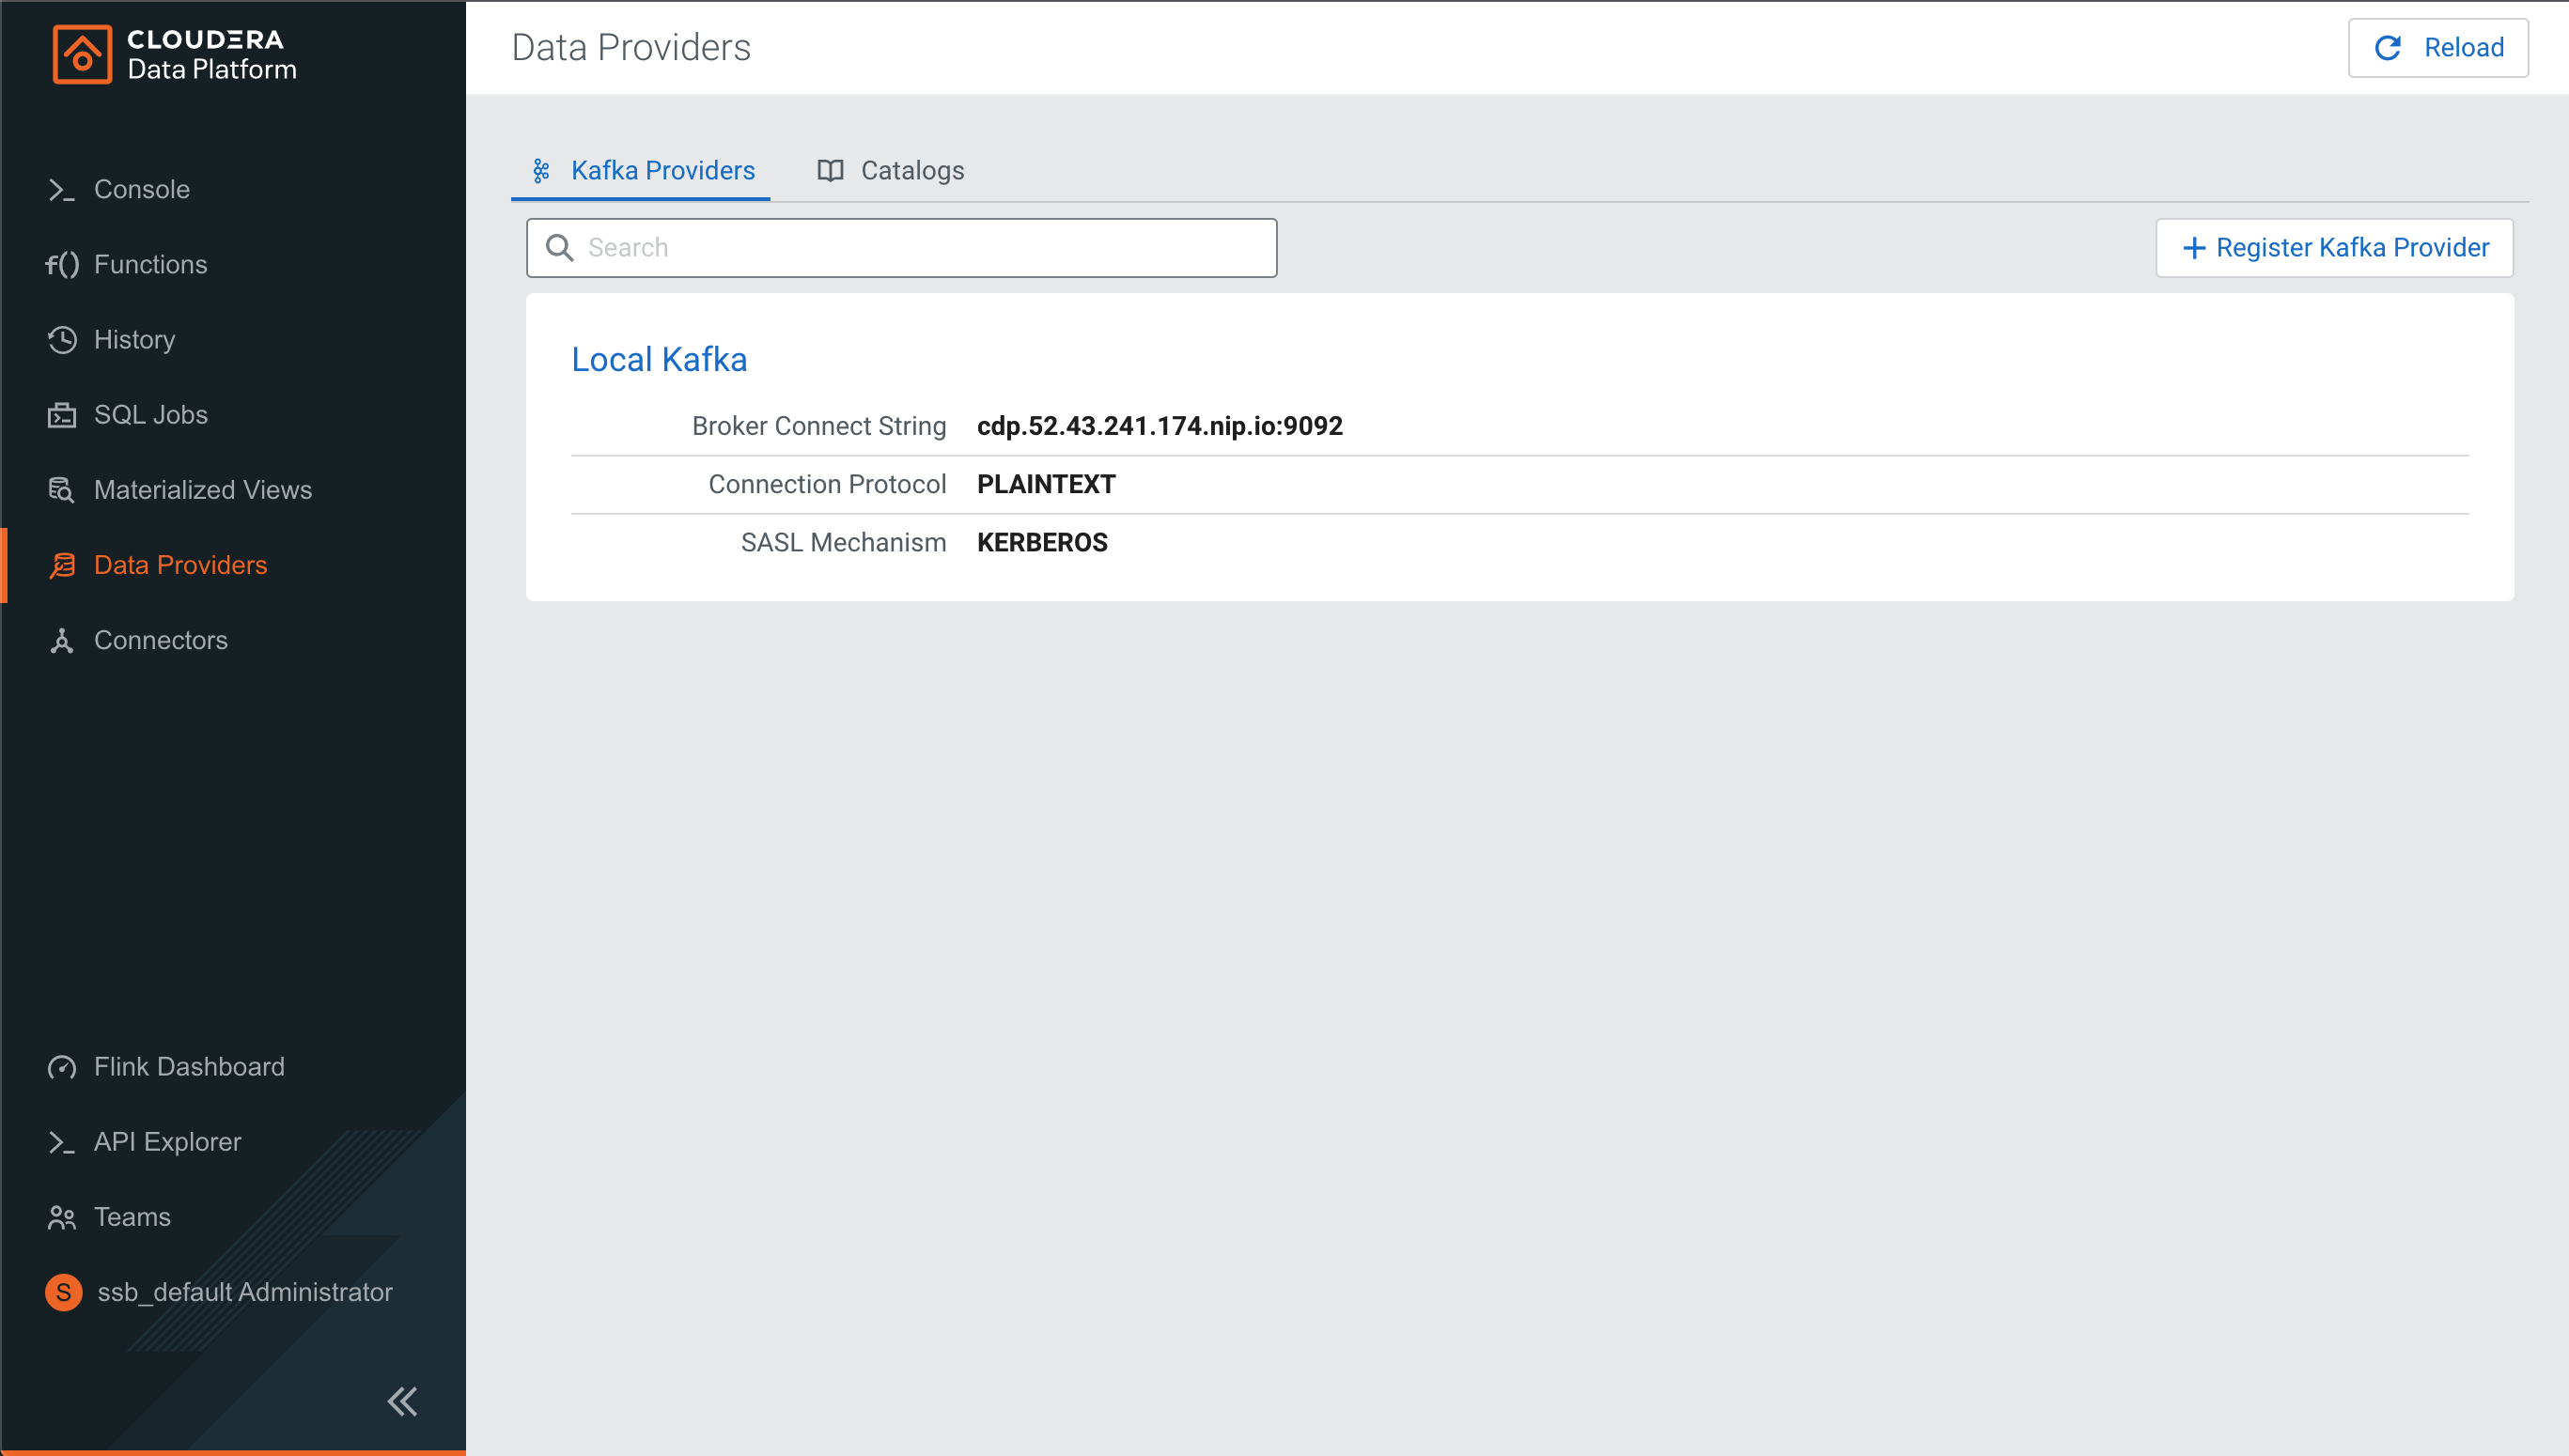 CLOUDERA
Data Platform
Console
f() Functions
History
SQL Jobs
Materialized Views
Data Providers
Connectors
Flink Dashboard
API Explorer
Teams
S ssb_default Administrator
Data Providers
Reload
Kafka Providers
Catalogs
Search
+ Register Kafka Provider
Local Kafka
Broker Connect String cdp.52.43.241.174.nip.io:9092
Connection Protocol PLAINTEXT
SASL Mechanism KERBEROS